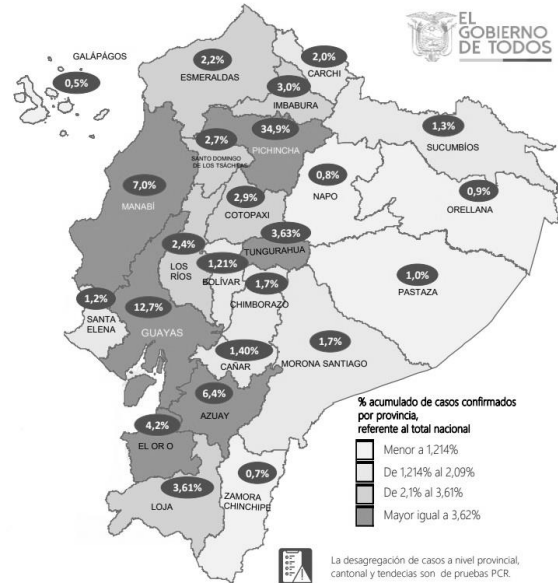 EL
GOBIERNO
DE TODOS
GALÁPAGOS
0,5%
2,2%
ESMERALDAS
2,0%
CARCHI
3,0%
IMBABURA
1,3%
SUCUMBÍOS
34,9%
PICHINCHA
2,7%
SANTO DOMINGO
DE LOS TSÁCHILAS
7,0%
MANABÍ
0,8%
NAPO
0,9%
ORELLANA
2,9%
COTOPAXI
3,63%
TUNGURAHUA
2,4%
LOS
RÍOS
1,21%
BOLÍVAR
1,7%
CHIMBORAZO
1,0%
PASTAZA
1,2%
SANTA
ELENA
12,7%
GUAYAS
1,40%
CAÑAR
1,7%
MORONA SANTIAGO
6,4%
AZUAY
4,2%
EL OR O
3,61%
LOJA
0,7%
ZAMORA
CHINCHIPE
% acumulado de casos confirmados
por provincia,
referente al total nacional
Menor a 1,214%
De 1,214% al 2,09%
De 2,1% al 3,61%
Mayor igual a 3,62%
La desagregación de casos a nivel provincial,
cantonal y tendecias son de pruebas PCR.